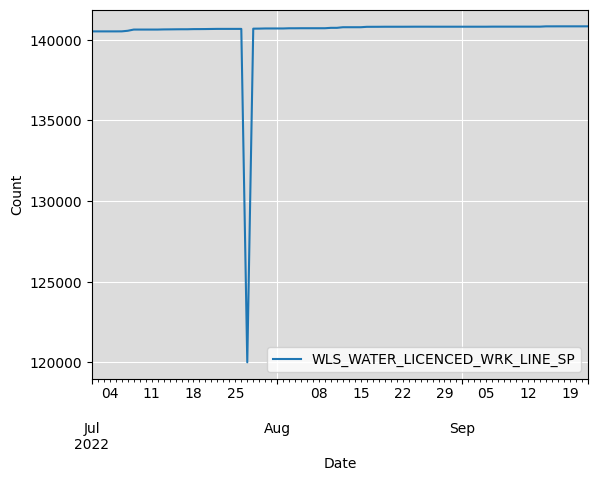 140000
135000
130000
125000
120000
Count
WLS_WATER_LICENCED_WRK_LINE_SP
04 11 18 25 08 15 22 29 05 12 19
Jul Aug Sep
2022
Date